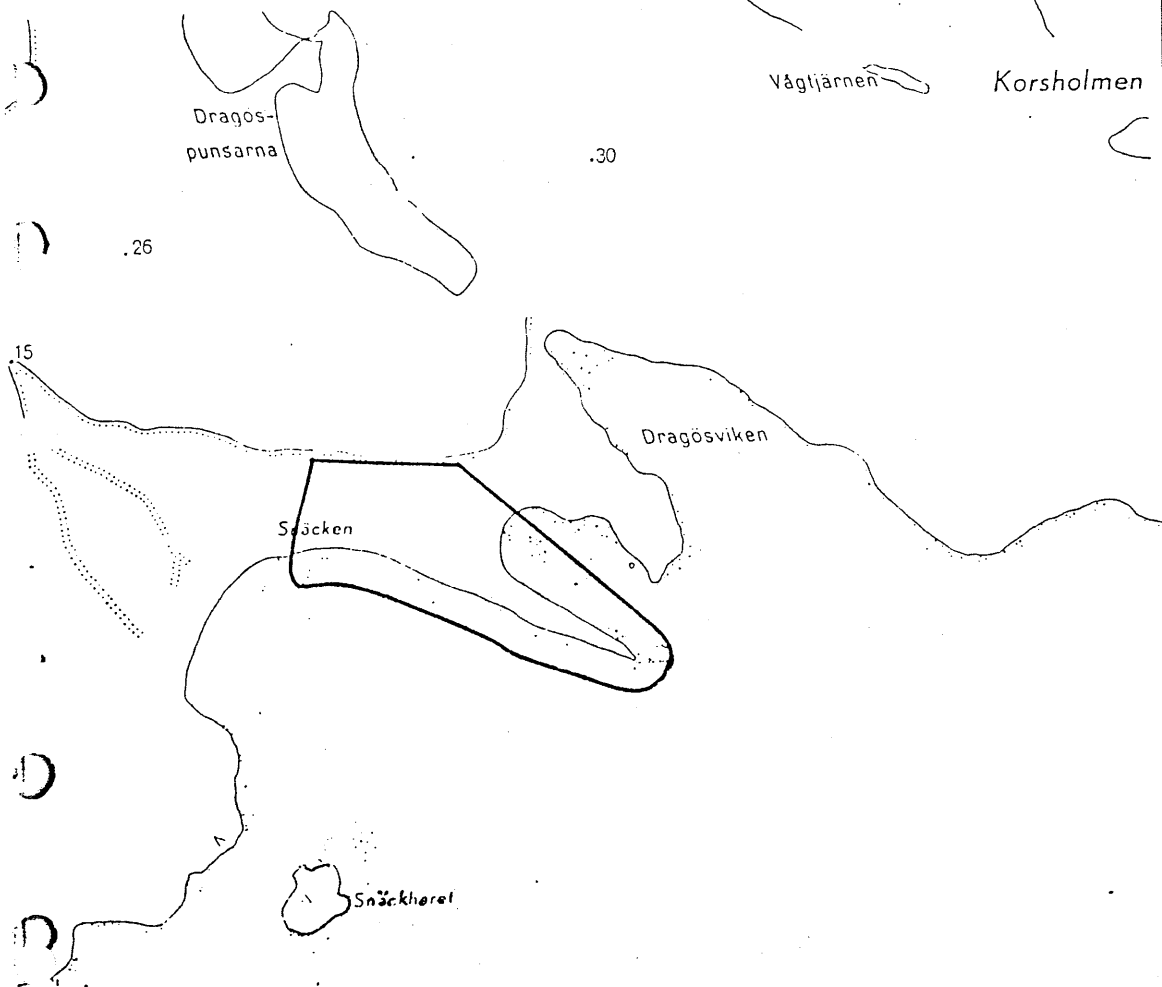 Vågtjärnen
Korsholmen
Dragös-
punsarna
.30
.26
.15
Dragösviken
Snäcken
Snäckharet